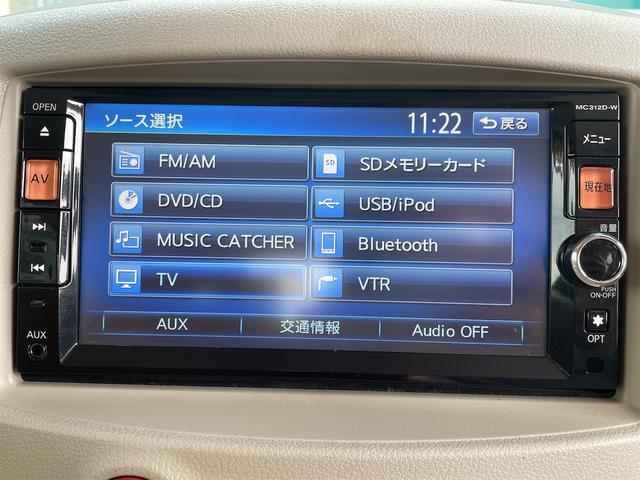 OPEN
MC312D-W
ソース選択
11:22
戻る
メニュー
AV
現在地
FM/AM
SD
SDメモリーカード
DVD/CD
USB/iPod
MUSIC CATCHER
Bluetooth
TV
VTR
音量
PUSH
ON-OFF
AUX
交通情報
Audio OFF
AUX
OPT